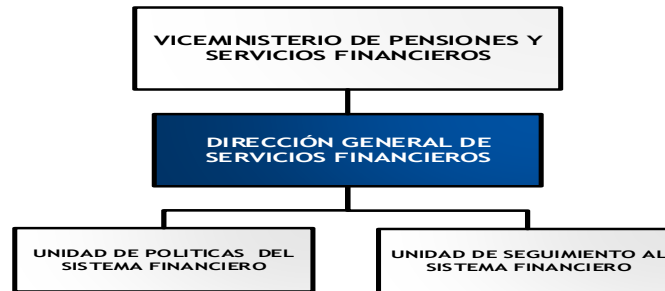 VICEMINISTERIO DE PENSIONES Y
SERVICIOS FINANCIEROS
DIRECCIÓN GENERAL DE
SERVICIOS FINANCIEROS
UNIDAD DE POLITICAS DEL
SISTEMA FINANCIERO
UNIDAD DE SEGUIMIENTO AL
SISTEMA FINANCIERO